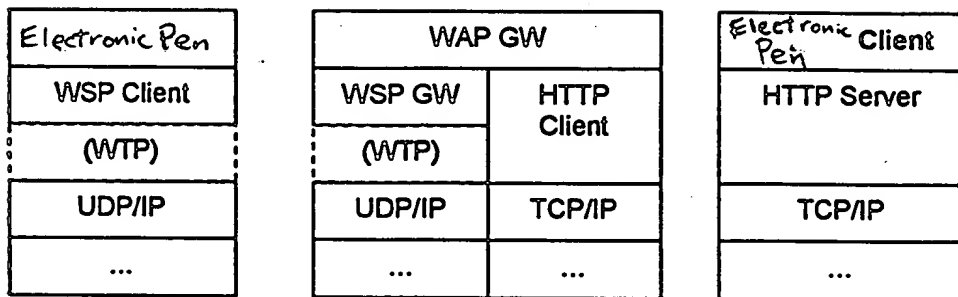 Electronic Pen
WSP Client
(WTP)
UDP/IP
...
WAP GW
WSP GW
HTTP
Client
(WTP)
UDP/IP
TCP/IP
...
...
Electronic Client
Pen
HTTP Server
TCP/IP
...